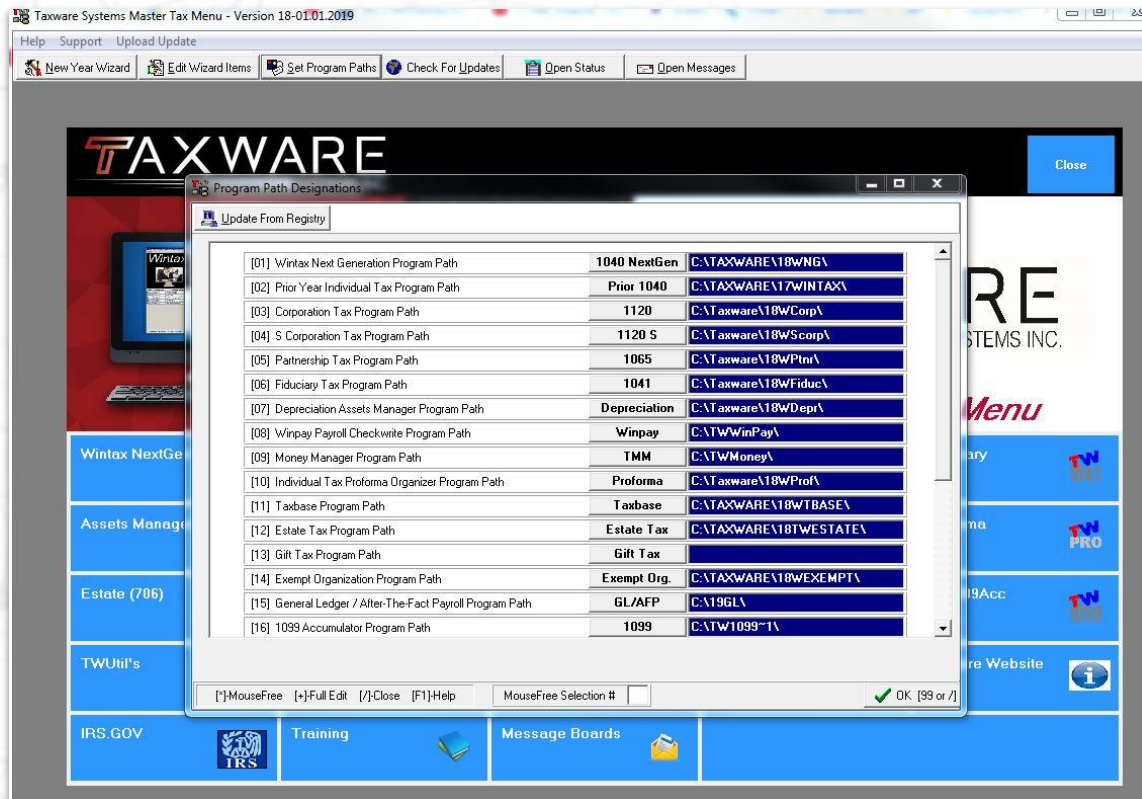 Taxware Systems Master Tax Menu - Version 18-01.01.2019
Help Support Upload Update
New Year Wizard Edit Wizard Items Set Program Paths Check For Updates Open Status Open Messages
TAXWARE
Close
Program Path Designations
Update From Registry
Wintax
[01] Wintax Next Generation Program Path 1040 NextGen C:\TAXWARE\18WNG\
[02] Prior Year Individual Tax Program Path Prior 1040 C:\TAXWARE\17WINTAX\
[03] Corporation Tax Program Path 1120 C:\Taxware\18WCorp\
[04] S Corporation Tax Program Path 1120 S C:\Taxware\18WScorp\
[05] Partnership Tax Program Path 1065 C:\Taxware\18WPtnr\
[06] Fiduciary Tax Program Path 1041 C:\Taxware\18WFiduc\
[07] Depreciation Assets Manager Program Path Depreciation C:\Taxware\18WDepr\
[08] Winpay Payroll Checkwrite Program Path Winpay C:\TWWinPay\
[09] Money Manager Program Path TMM C:\TWMoney\
[10] Individual Tax Proforma Organizer Program Path Proforma C:\Taxware\18WProf\
[11] Taxbase Program Path Taxbase C:\TAXWARE\18WTBASE\
[12] Estate Tax Program Path Estate Tax C:\TAXWARE\18TWESTATE\
[13] Gift Tax Program Path Gift Tax
[14] Exempt Organization Program Path Exempt Org. C:\TAXWARE\18WEXEMPT\
[15] General Ledger / After-The-Fact Payroll Program Path GL/AFP C:\19GL\
[16] 1099 Accumulator Program Path 1099 C:\TW1099~1\
[*]-MouseFree [+]-Full Edit [/]-Close [F1]-Help MouseFree Selection # OK [99 or /]
RE
STEMS INC.
Menu
Wintax NextGe
ary
TW
1041
Assets Manage
ma
TW
PRO
Estate (706)
9Acc
TW
1099
TWUtil's
re Website
IRS.GOV
IRS
Training
Message Boards